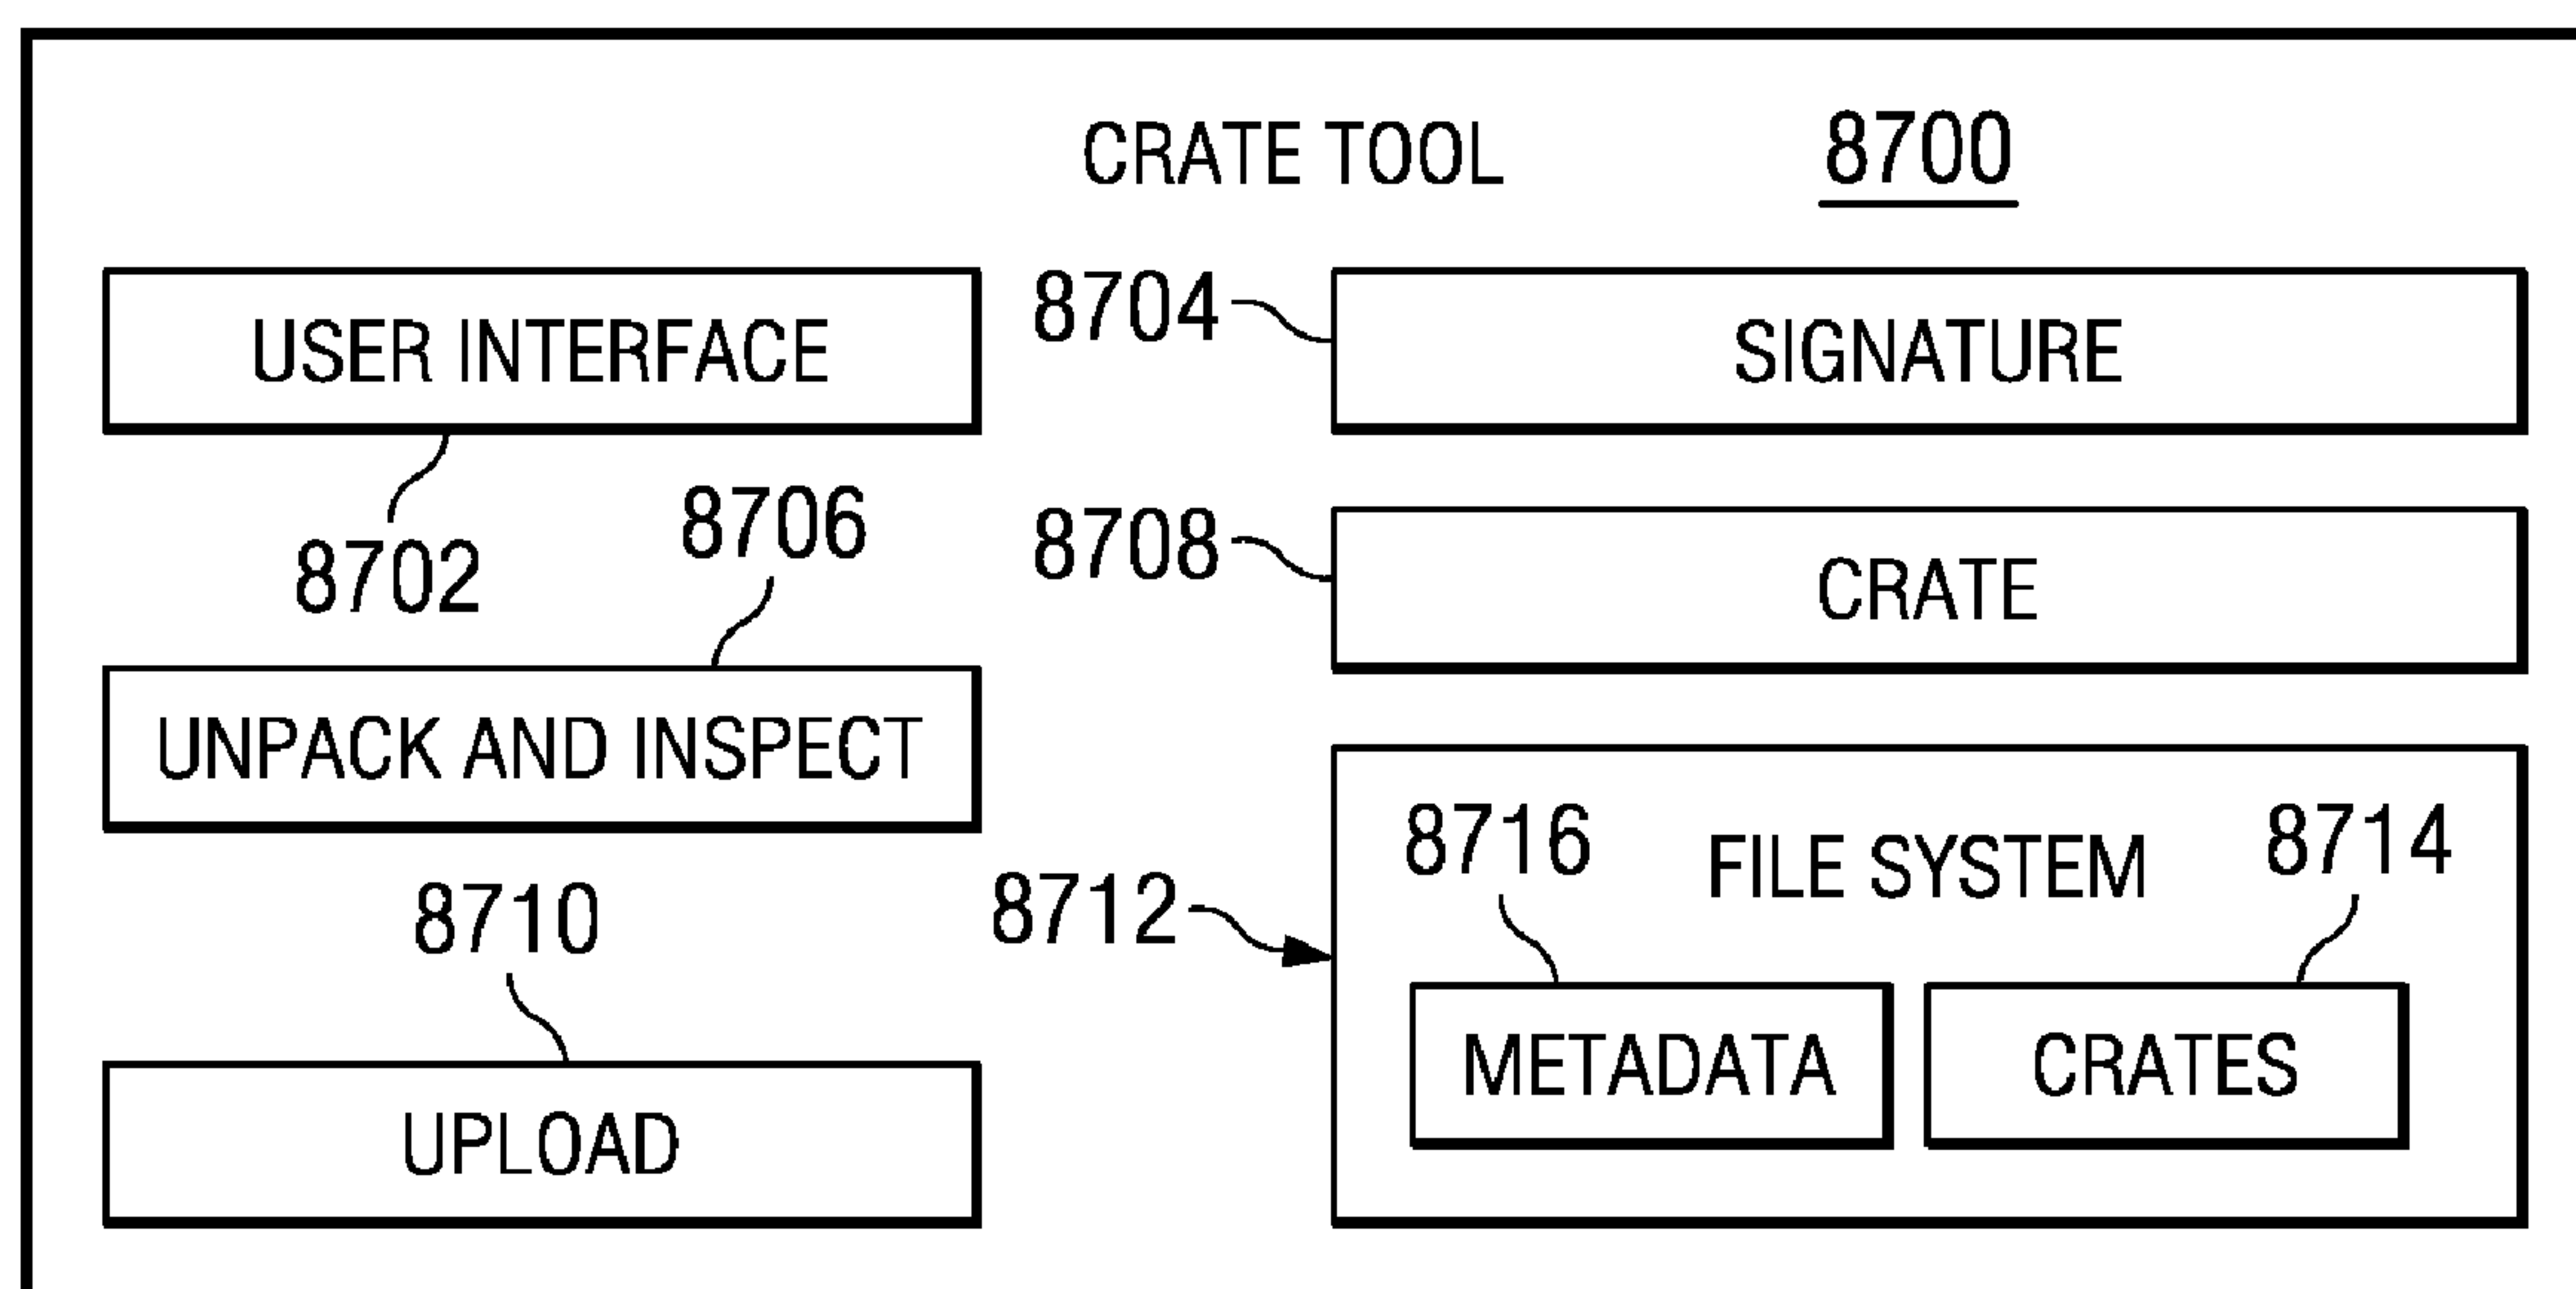 CRATE TOOL 8700
USER INTERFACE
8704
SIGNATURE
8702
8706
8708
CRATE
UNPACK AND INSPECT
8710
UPLOAD
8712
8716
FILE SYSTEM
8714
METADATA
CRATES